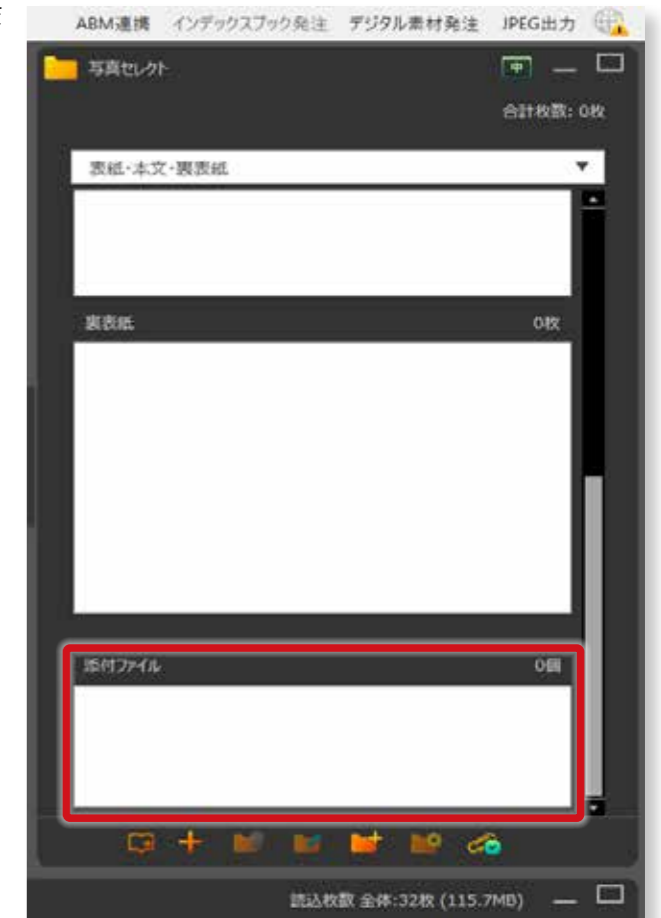 ABM連携 インデックスブック発注 デジタル素材発注 JPEG出力
写真セレクト 中
合計枚数: 0枚
表紙・本文・裏表紙
裏表紙 0枚
添付ファイル 0個
読込枚数 全体:32枚 (115.7MB)